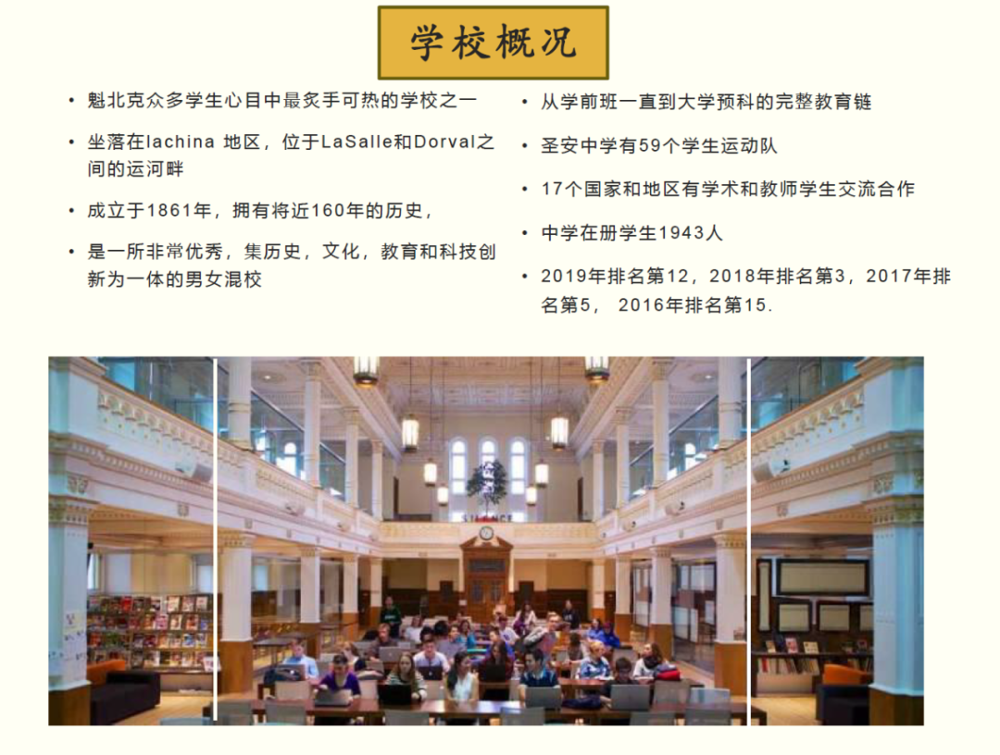 学校概况
• 魁北克众多学生心目中最炙手可热的学校之一
• 坐落在lachina 地区，位于LaSalle和Dorval之
间的运河畔
• 成立于1861年，拥有将近160年的历史，
• 是一所非常优秀，集历史，文化，教育和科技创
新为一体的男女混校
• 从学前班一直到大学预科的完整教育链
• 圣安中学有59个学生运动队
• 17个国家和地区有学术和教师学生交流合作
• 中学在册学生1943人
• 2019年排名第12，2018年排名第3，2017年排
名第5， 2016年排名第15.
SILENCE